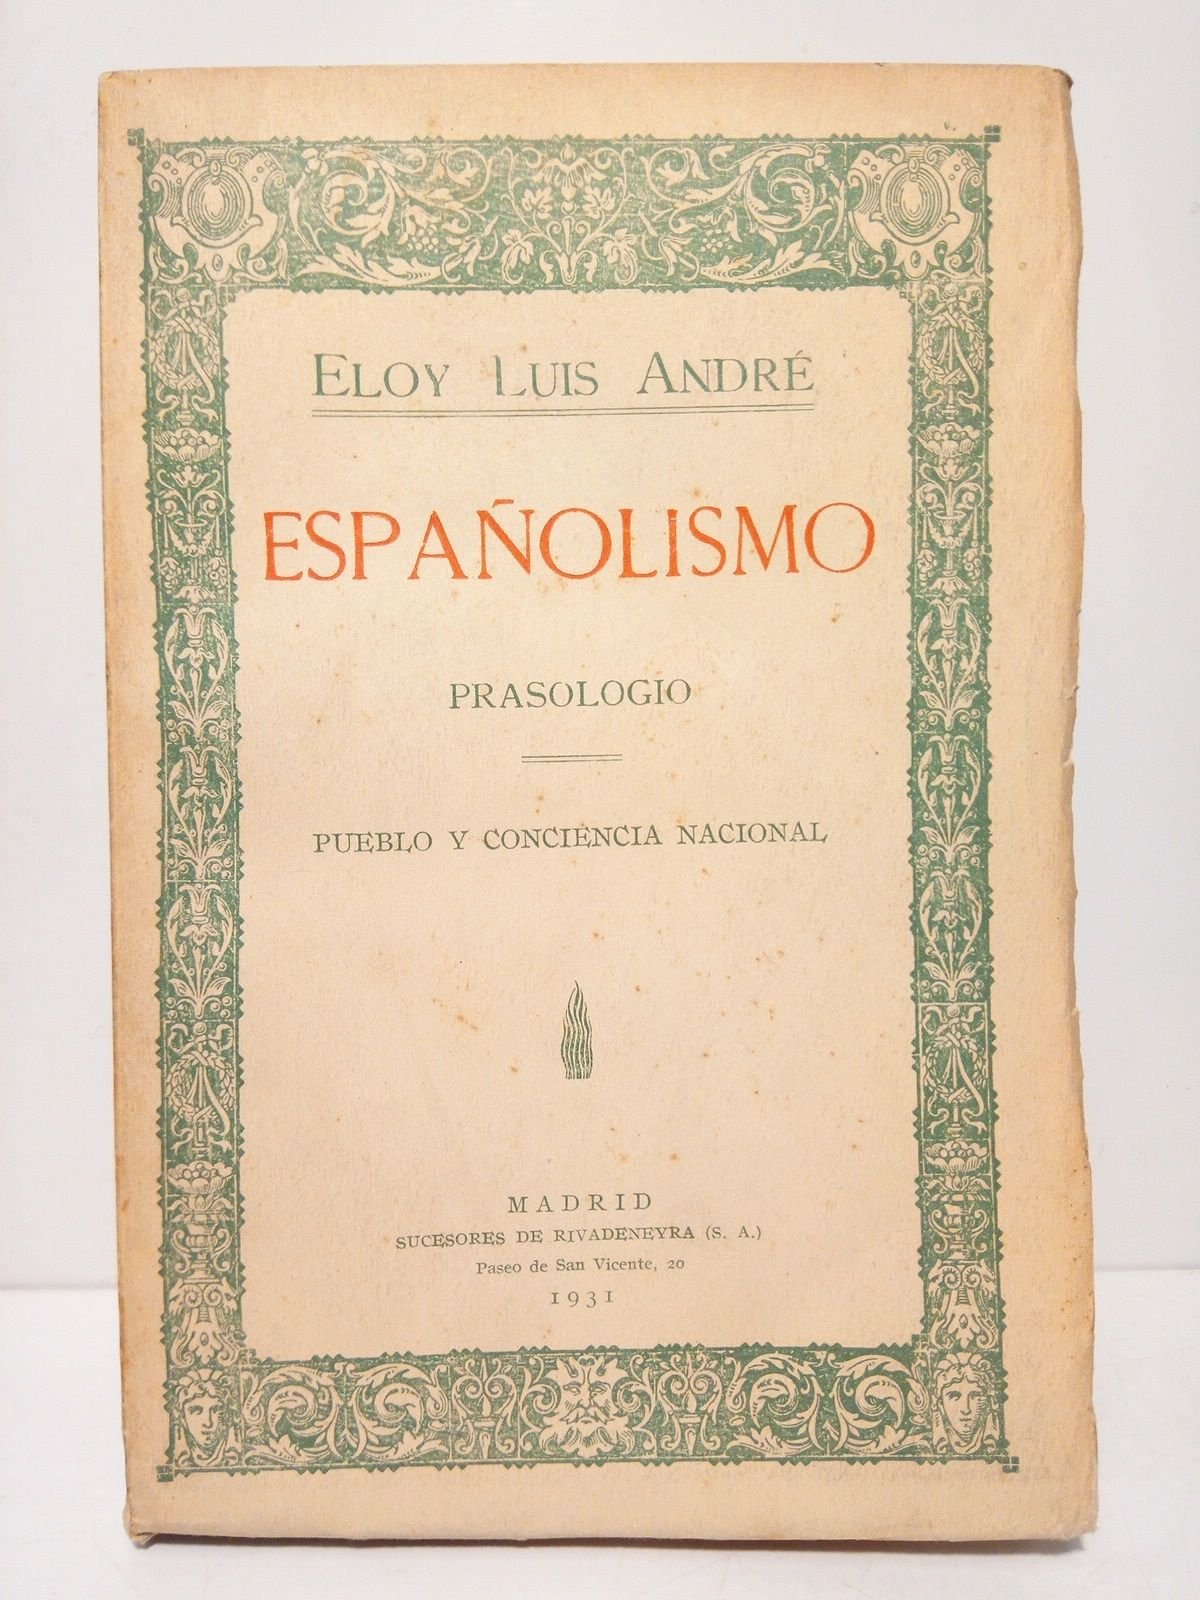 ELOY LUIS ANDRÉ
ESPAÑOLISMO
PRASOLOGIO
PUEBLO Y CONCIENCIA NACIONAL
MADRID
SUCESORES DE RIVADENEYRA (S. A.)
Paseo de San Vicente, 20
1931